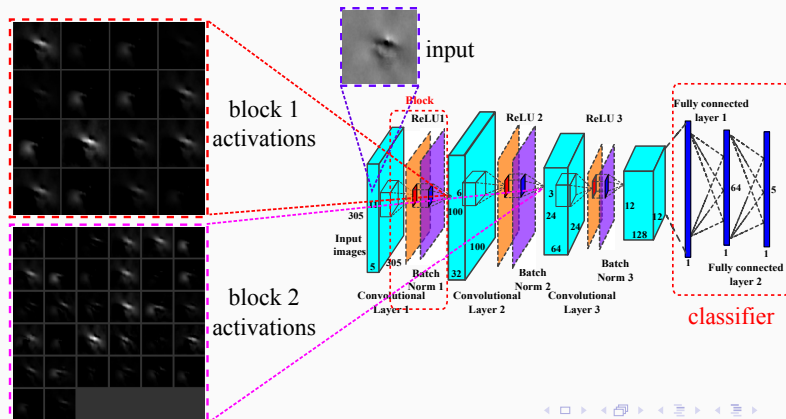 input
block 1
activations
block 2
activations
Block
ReLU1
ReLU 2
ReLU 3
Fully connected
layer 1
11
305
305
5
Input
images
6
100
100
32
3
24
24
64
12
12
128
64
5
1
1
1
Batch
Norm 1
Batch
Norm 2
Batch
Norm 3
Convolutional
Layer 1
Convolutional
Layer 2
Convolutional
Layer 3
Fully connected
layer 2
classifier